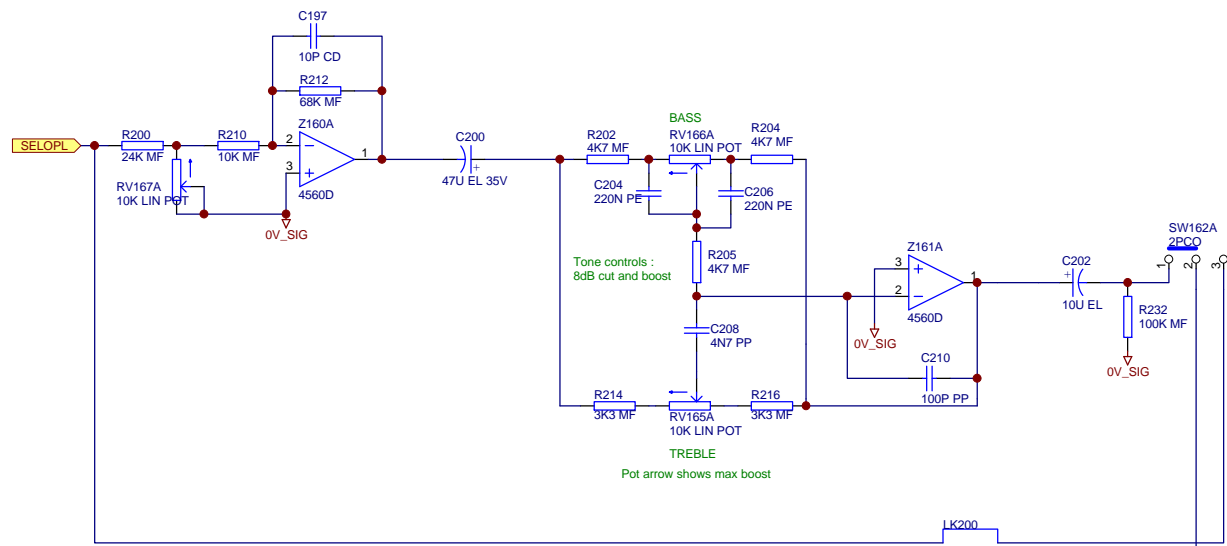 C197
10P CD
R212
68K MF
Z160A
SELOPL
R200
24K MF
R210
10K MF
2
3
1
4560D
RV167A
10K LIN POT
0V_SIG
C200
+
47U EL 35V
BASS
R202
4K7 MF
RV166A
10K LIN POT
R204
4K7 MF
C204
220N PE
C206
220N PE
R205
4K7 MF
Tone controls :
8dB cut and boost
C208
4N7 PP
Z161A
3
2
1
4560D
0V_SIG
C210
100P PP
R214
3K3 MF
RV165A
10K LIN POT
R216
3K3 MF
TREBLE
Pot arrow shows max boost
C202
+
10U EL
R232
100K MF
0V_SIG
SW162A
2PCO
1
2
3
LK200